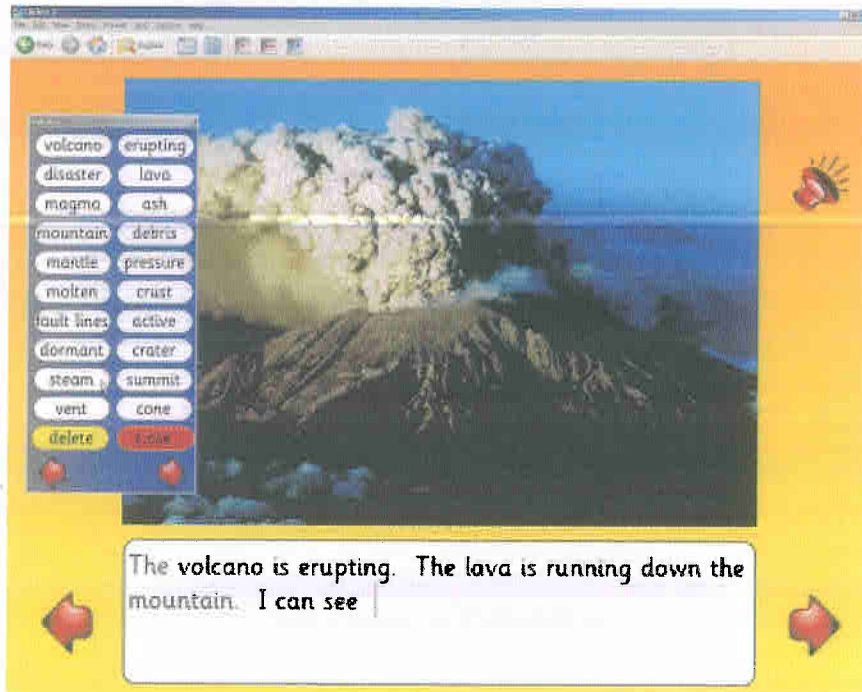 volcano erupting
disaster lava
magma ash
mountain debris
mantle pressure
molten crust
fault lines active
dormant crater
steam summit
vent cone
delete
The volcano is erupting. The lava is running down the
mountain. I can see